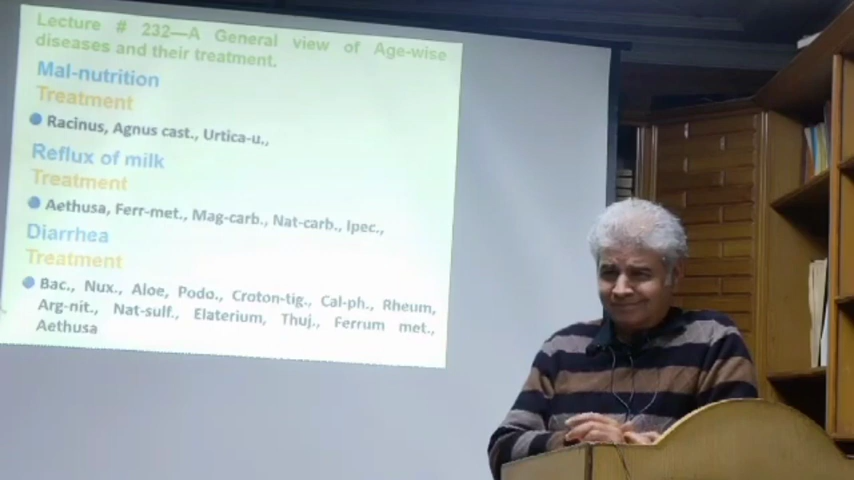 Lecture # 232—A General view of Age-wise
diseases and their treatment.
Mal-nutrition
Treatment
Racinus, Agnus cast., Urtica-u.,
Reflux of milk
Treatment
Aethusa, Ferr-met., Mag-carb., Nat-carb., Ipec.,
Diarrhea
Treatment
Bac., Nux., Aloe, Podo., Croton-tig., Cal-ph., Rheum,
Arg-nit., Nat-sulf., Elaterium, Thuj., Ferrum met.,
Aethusa